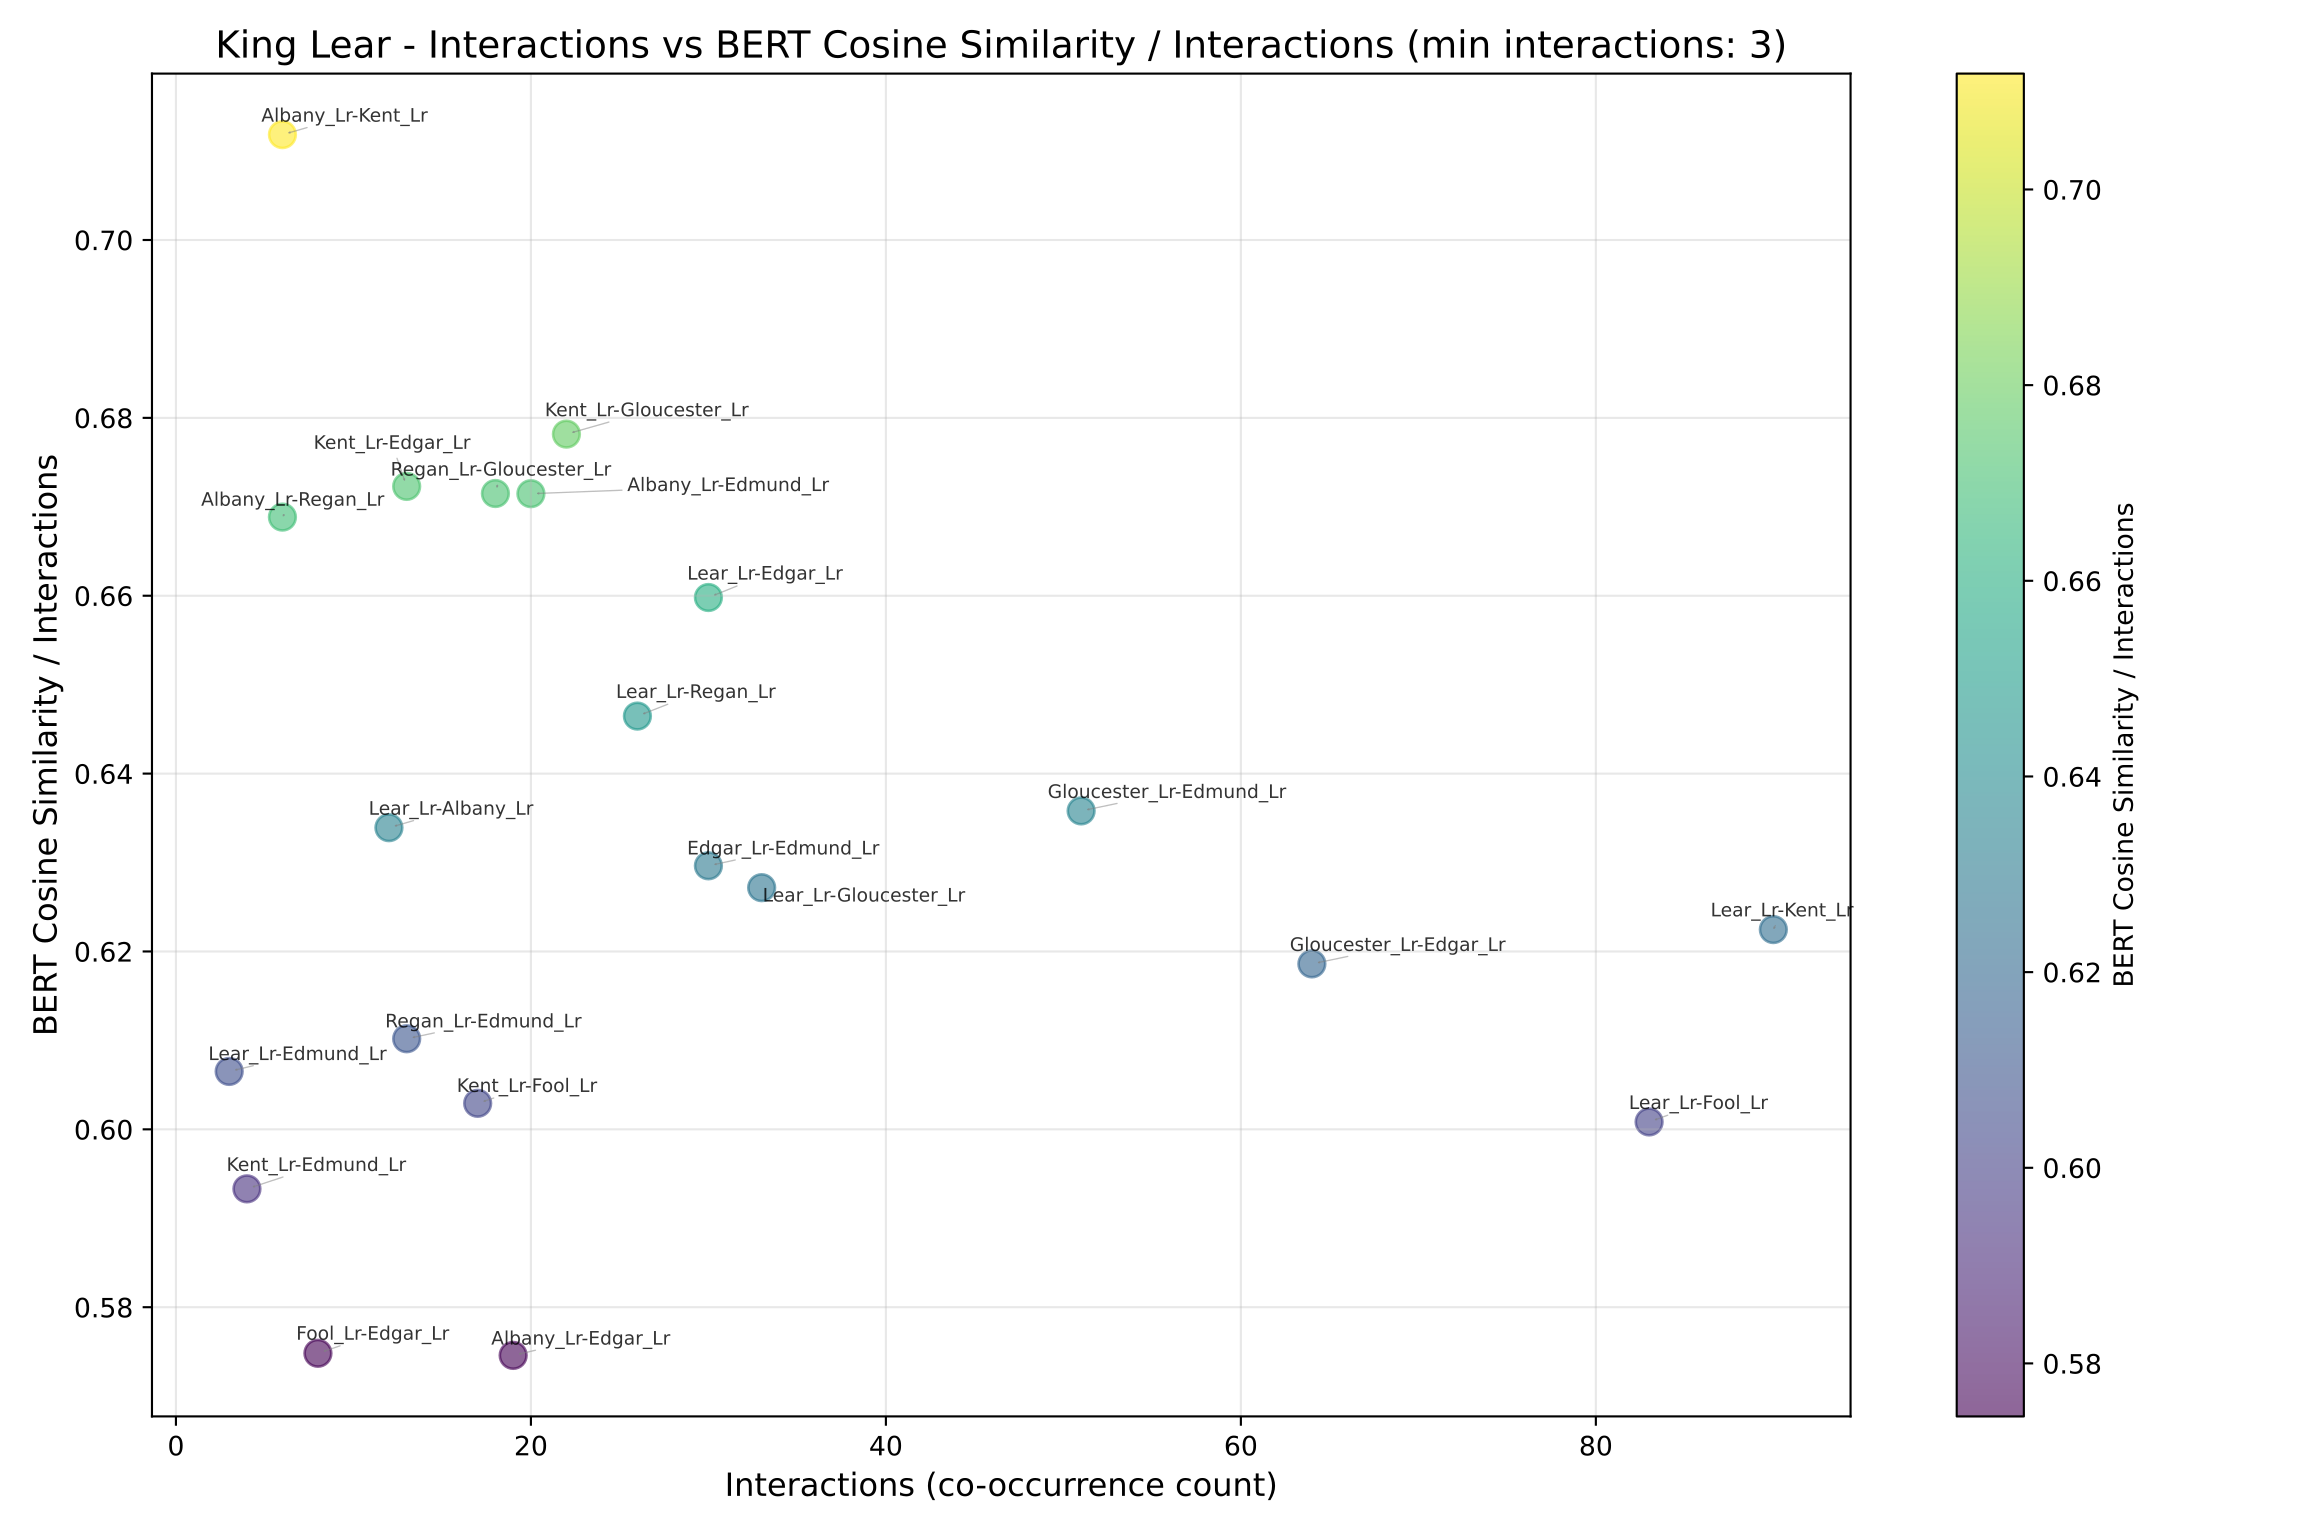 King Lear - Interactions vs BERT Cosine Similarity / Interactions (min interactions: 3)
BERT Cosine Similarity / Interactions
0.70
0.68
0.66
0.64
0.62
0.60
0.58
Albany_Lr-Kent_Lr
Kent_Lr-Gloucester_Lr
Kent_Lr-Edgar_Lr
Regan_Lr-Gloucester_Lr
Albany_Lr-Edmund_Lr
Albany_Lr-Regan_Lr
Lear_Lr-Edgar_Lr
Lear_Lr-Regan_Lr
Gloucester_Lr-Edmund_Lr
Lear_Lr-Albany_Lr
Edgar_Lr-Edmund_Lr
Lear_Lr-Gloucester_Lr
Lear_Lr-Kent_Lr
Gloucester_Lr-Edgar_Lr
Regan_Lr-Edmund_Lr
Lear_Lr-Edmund_Lr
Kent_Lr-Fool_Lr
Lear_Lr-Fool_Lr
Kent_Lr-Edmund_Lr
Fool_Lr-Edgar_Lr
Albany_Lr-Edgar_Lr
0 20 40 60 80
Interactions (co-occurrence count)
0.70
0.68
0.66
0.64
0.62
0.60
0.58
BERT Cosine Similarity / Interactions